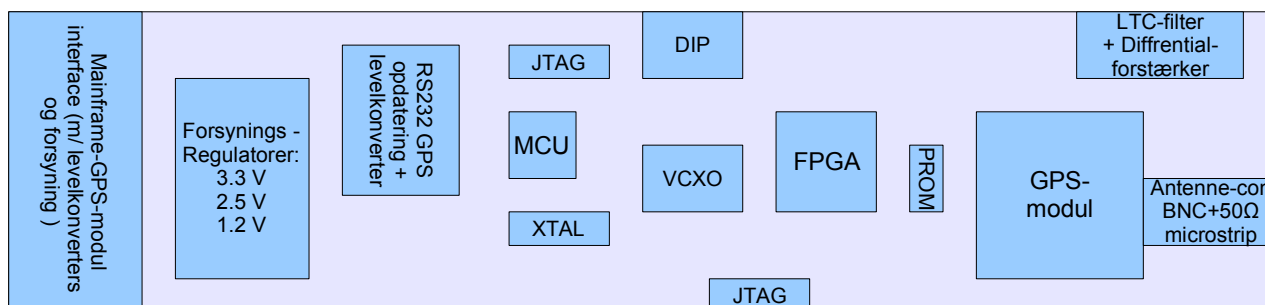 Mainframe-GPS-modul
interface (m/ levelkonverters
og forsyning )
Forsynings -
Regulatorer:
3.3 V
2.5 V
1.2 V
RS232 GPS
opdatering +
levelkonverter
JTAG
MCU
XTAL
DIP
VCXO
JTAG
FPGA
PROM
GPS-
modul
LTC-filter
+ Diffrential-
forstærker
Antenne-con
BNC+50Ω
microstrip